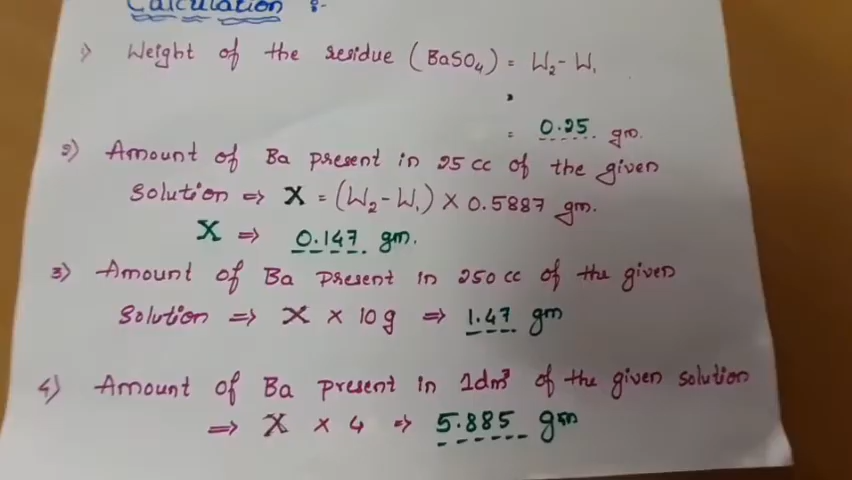 Calculation :-
1) Weight of the residue (BaSO₄) = W₂ - W₁
= 0.25 gm.
2) Amount of Ba present in 25 cc of the given
Solution ⇒ X = (W₂ - W₁) × 0.5887 gm.
X ⇒ 0.147 gm.
3) Amount of Ba present in 250 cc of the given
Solution ⇒ X × 10 g ⇒ 1.47 gm
4) Amount of Ba present in 1dm³ of the given solution
⇒ X × 4 ⇒ 5.885 gm